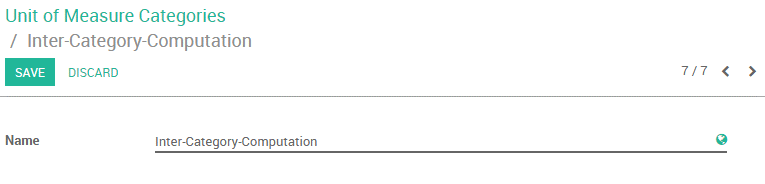 Unit of Measure Categories
/ Inter-Category-Computation
SAVE DISCARD 7 / 7
Name Inter-Category-Computation